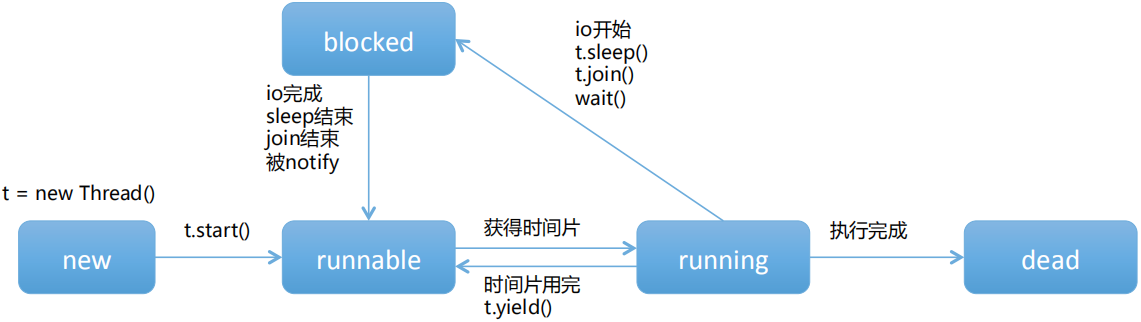 blocked
io开始
t.sleep()
t.join()
wait()
io完成
sleep结束
join结束
被notify
t = new Thread()
new
t.start()
runnable
获得时间片
时间片用完
t.yield()
running
执行完成
dead